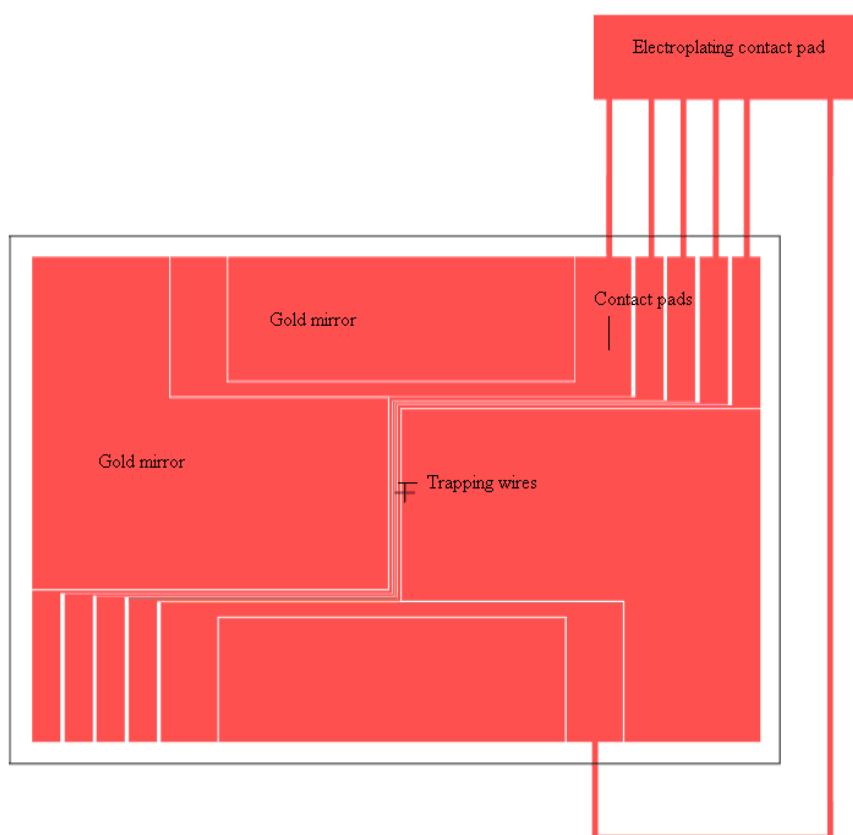 Electroplating contact pad
Contact pads
Gold mirror
Gold mirror
Trapping wires